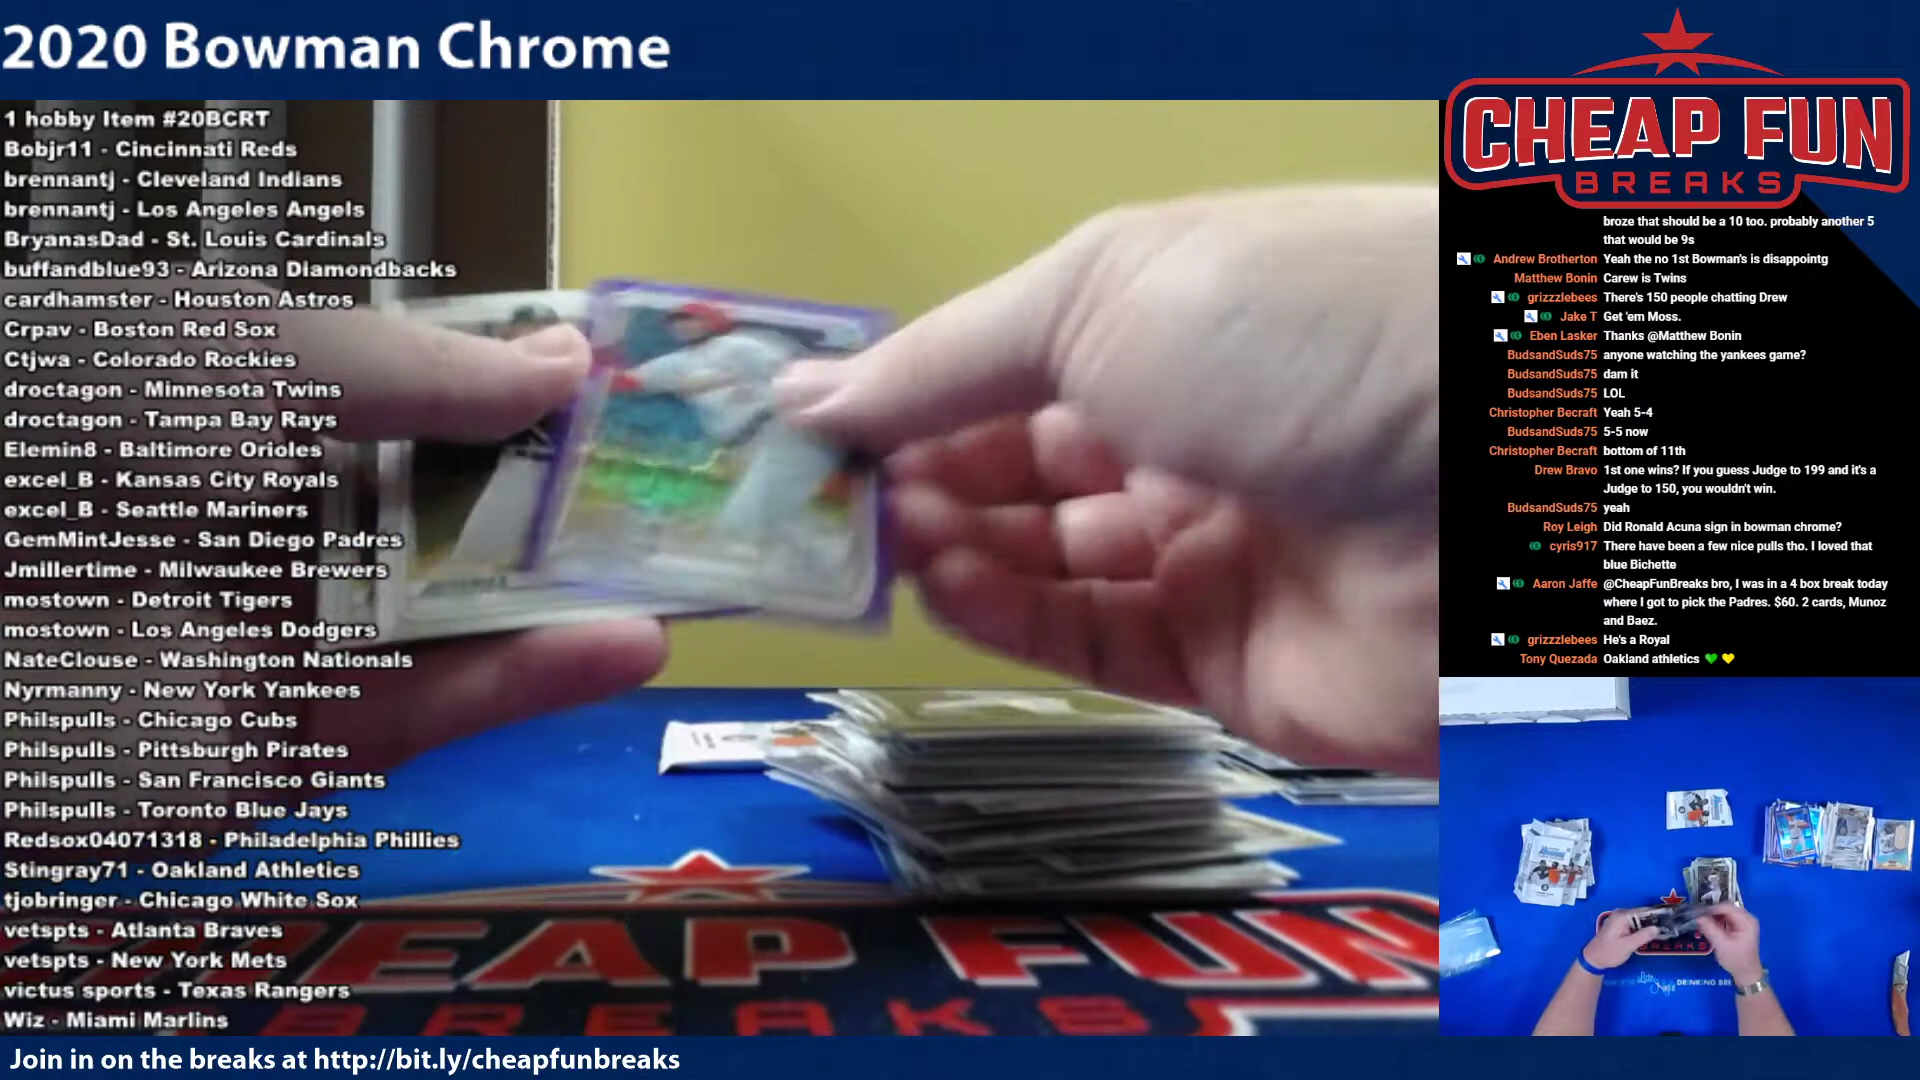 2020 Bowman Chrome
1 hobby Item #20BCRT
Bobjr11 - Cincinnati Reds
brennantj - Cleveland Indians
brennantj - Los Angeles Angels
BryanasDad - St. Louis Cardinals
buffandblue93 - Arizona Diamondbacks
cardhamster - Houston Astros
Crpav - Boston Red Sox
Ctjwa - Colorado Rockies
droctagon - Minnesota Twins
droctagon - Tampa Bay Rays
Elemin8 - Baltimore Orioles
excel_B - Kansas City Royals
excel_B - Seattle Mariners
GemMintJesse - San Diego Padres
Jmillertime - Milwaukee Brewers
mostown - Detroit Tigers
mostown - Los Angeles Dodgers
NateClouse - Washington Nationals
Nyrmanny - New York Yankees
Philspulls - Chicago Cubs
Philspulls - Pittsburgh Pirates
Philspulls - San Francisco Giants
Philspulls - Toronto Blue Jays
Redsox04071318 - Philadelphia Phillies
Stingray71 - Oakland Athletics
tjobringer - Chicago White Sox
vetspts - Atlanta Braves
vetspts - New York Mets
victus sports - Texas Rangers
Wiz - Miami Marlins
Join in on the breaks at http://bit.ly/cheapfunbreaks
CHEAP FUN
BREAKS
broze that should be a 10 too. probably another 5
that would be 9s
Andrew Brotherton Yeah the no 1st Bowman's is disappointg
Matthew Bonin Carew is Twins
grizzzlebees There's 150 people chatting Drew
Jake T Get 'em Moss.
Eben Lasker Thanks @Matthew Bonin
BudsandSuds75 anyone watching the yankees game?
BudsandSuds75 dam it
BudsandSuds75 LOL
Christopher Becraft Yeah 5-4
BudsandSuds75 5-5 now
Christopher Becraft bottom of 11th
Drew Bravo 1st one wins? If you guess Judge to 199 and it's a
Judge to 150, you wouldn't win.
BudsandSuds75 yeah
Roy Leigh Did Ronald Acuna sign in bowman chrome?
cyris917 There have been a few nice pulls tho. I loved that
blue Bichette
Aaron Jaffe @CheapFunBreaks bro, I was in a 4 box break today
where I got to pick the Padres. $60. 2 cards, Munoz
and Baez.
grizzzlebees He's a Royal
Tony Quezada Oakland athletics 💚 💛
EAP FUN
BREAKS
BREAKS
Late Night DRINKING BRE